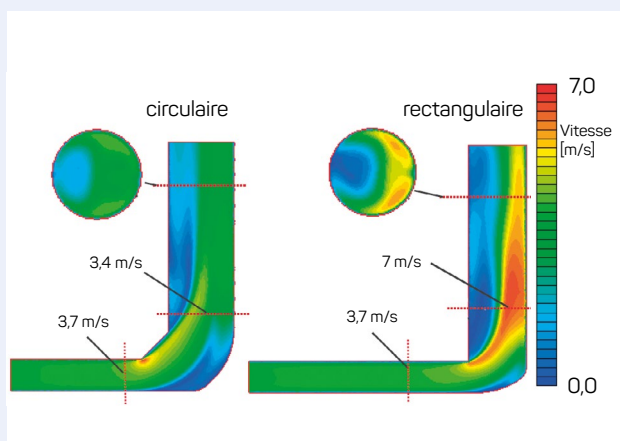 circulaire
rectangulaire
7,0
Vitesse
[m/s]
3,4 m/s
7 m/s
3,7 m/s
3,7 m/s
0,0